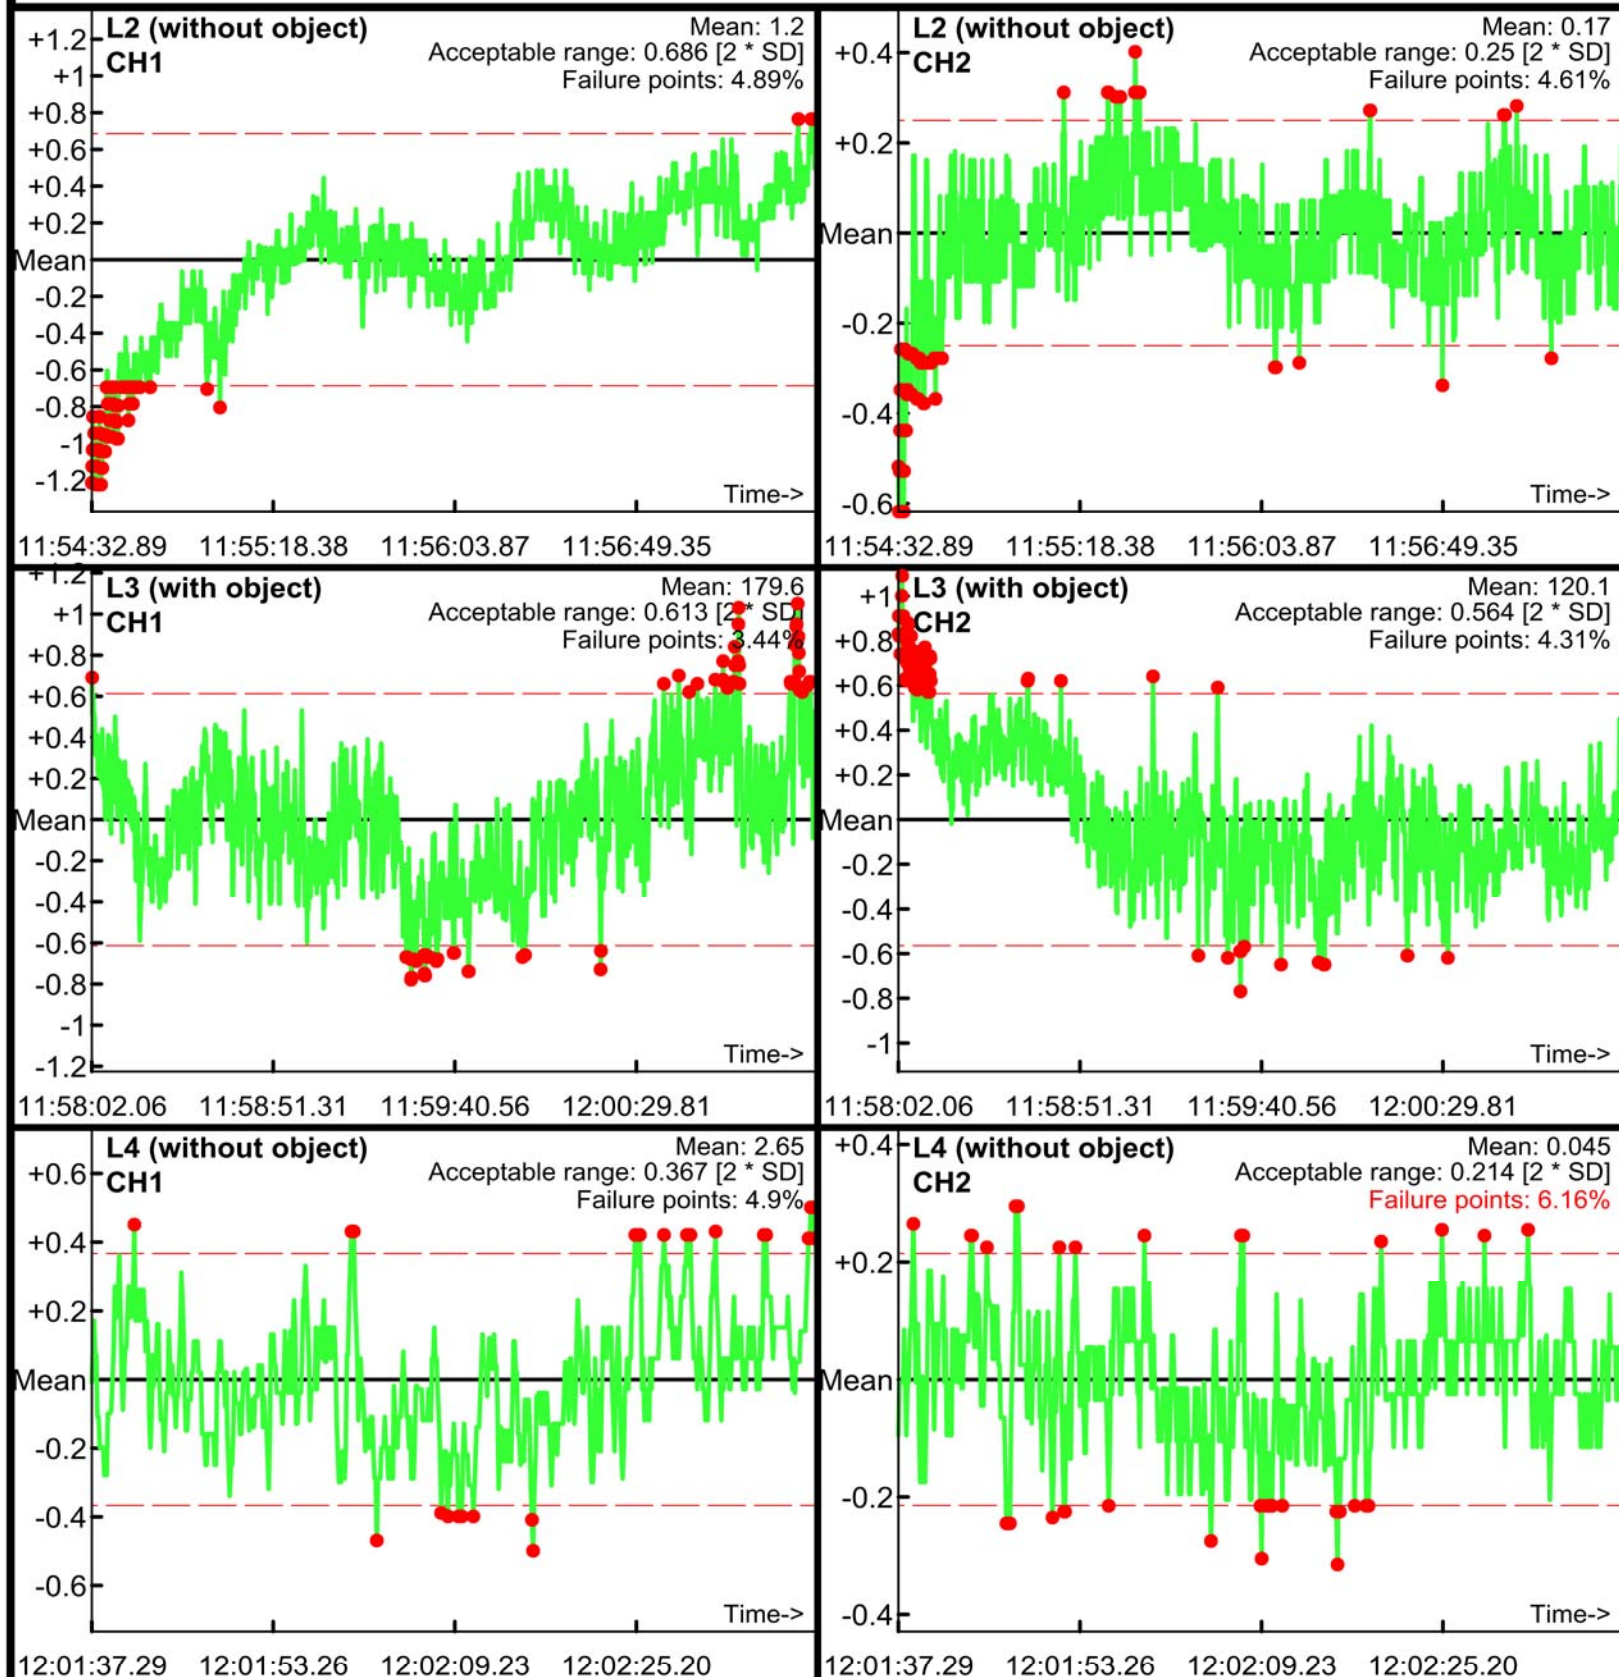 L2 (without object)
CH1
Mean: 1.2
Acceptable range: 0.686 [2 * SD]
Failure points: 4.89%
+1.2
+1
+0.8
+0.6
+0.4
+0.2
Mean
-0.2
-0.4
-0.6
-0.8
-1
-1.2
Time->
11:54:32.89 11:55:18.38 11:56:03.87 11:56:49.35
L2 (without object)
CH2
Mean: 0.17
Acceptable range: 0.25 [2 * SD]
Failure points: 4.61%
+0.4
+0.2
Mean
-0.2
-0.4
-0.6
Time->
11:54:32.89 11:55:18.38 11:56:03.87 11:56:49.35
L3 (with object)
CH1
Mean: 179.6
Acceptable range: 0.613 [2 * SD]
Failure points: 3.44%
+1.2
+1
+0.8
+0.6
+0.4
+0.2
Mean
-0.2
-0.4
-0.6
-0.8
-1
-1.2
Time->
11:58:02.06 11:58:51.31 11:59:40.56 12:00:29.81
L3 (with object)
CH2
Mean: 120.1
Acceptable range: 0.564 [2 * SD]
Failure points: 4.31%
+1
+0.8
+0.6
+0.4
+0.2
Mean
-0.2
-0.4
-0.6
-0.8
-1
Time->
11:58:02.06 11:58:51.31 11:59:40.56 12:00:29.81
L4 (without object)
CH1
Mean: 2.65
Acceptable range: 0.367 [2 * SD]
Failure points: 4.9%
+0.6
+0.4
+0.2
Mean
-0.2
-0.4
-0.6
Time->
12:01:37.29 12:01:53.26 12:02:09.23 12:02:25.20
L4 (without object)
CH2
Mean: 0.045
Acceptable range: 0.214 [2 * SD]
Failure points: 6.16%
+0.4
+0.2
Mean
-0.2
-0.4
Time->
12:01:37.29 12:01:53.26 12:02:09.23 12:02:25.20